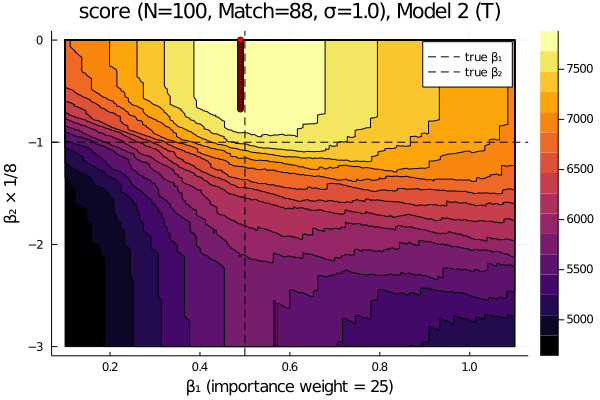 score (N=100, Match=88, σ=1.0), Model 2 (T)
true β₁
true β₂
0
−1
−2
−3
β₂ × 1/8
0.2 0.4 0.6 0.8 1.0
β₁ (importance weight = 25)
7500
7000
6500
6000
5500
5000